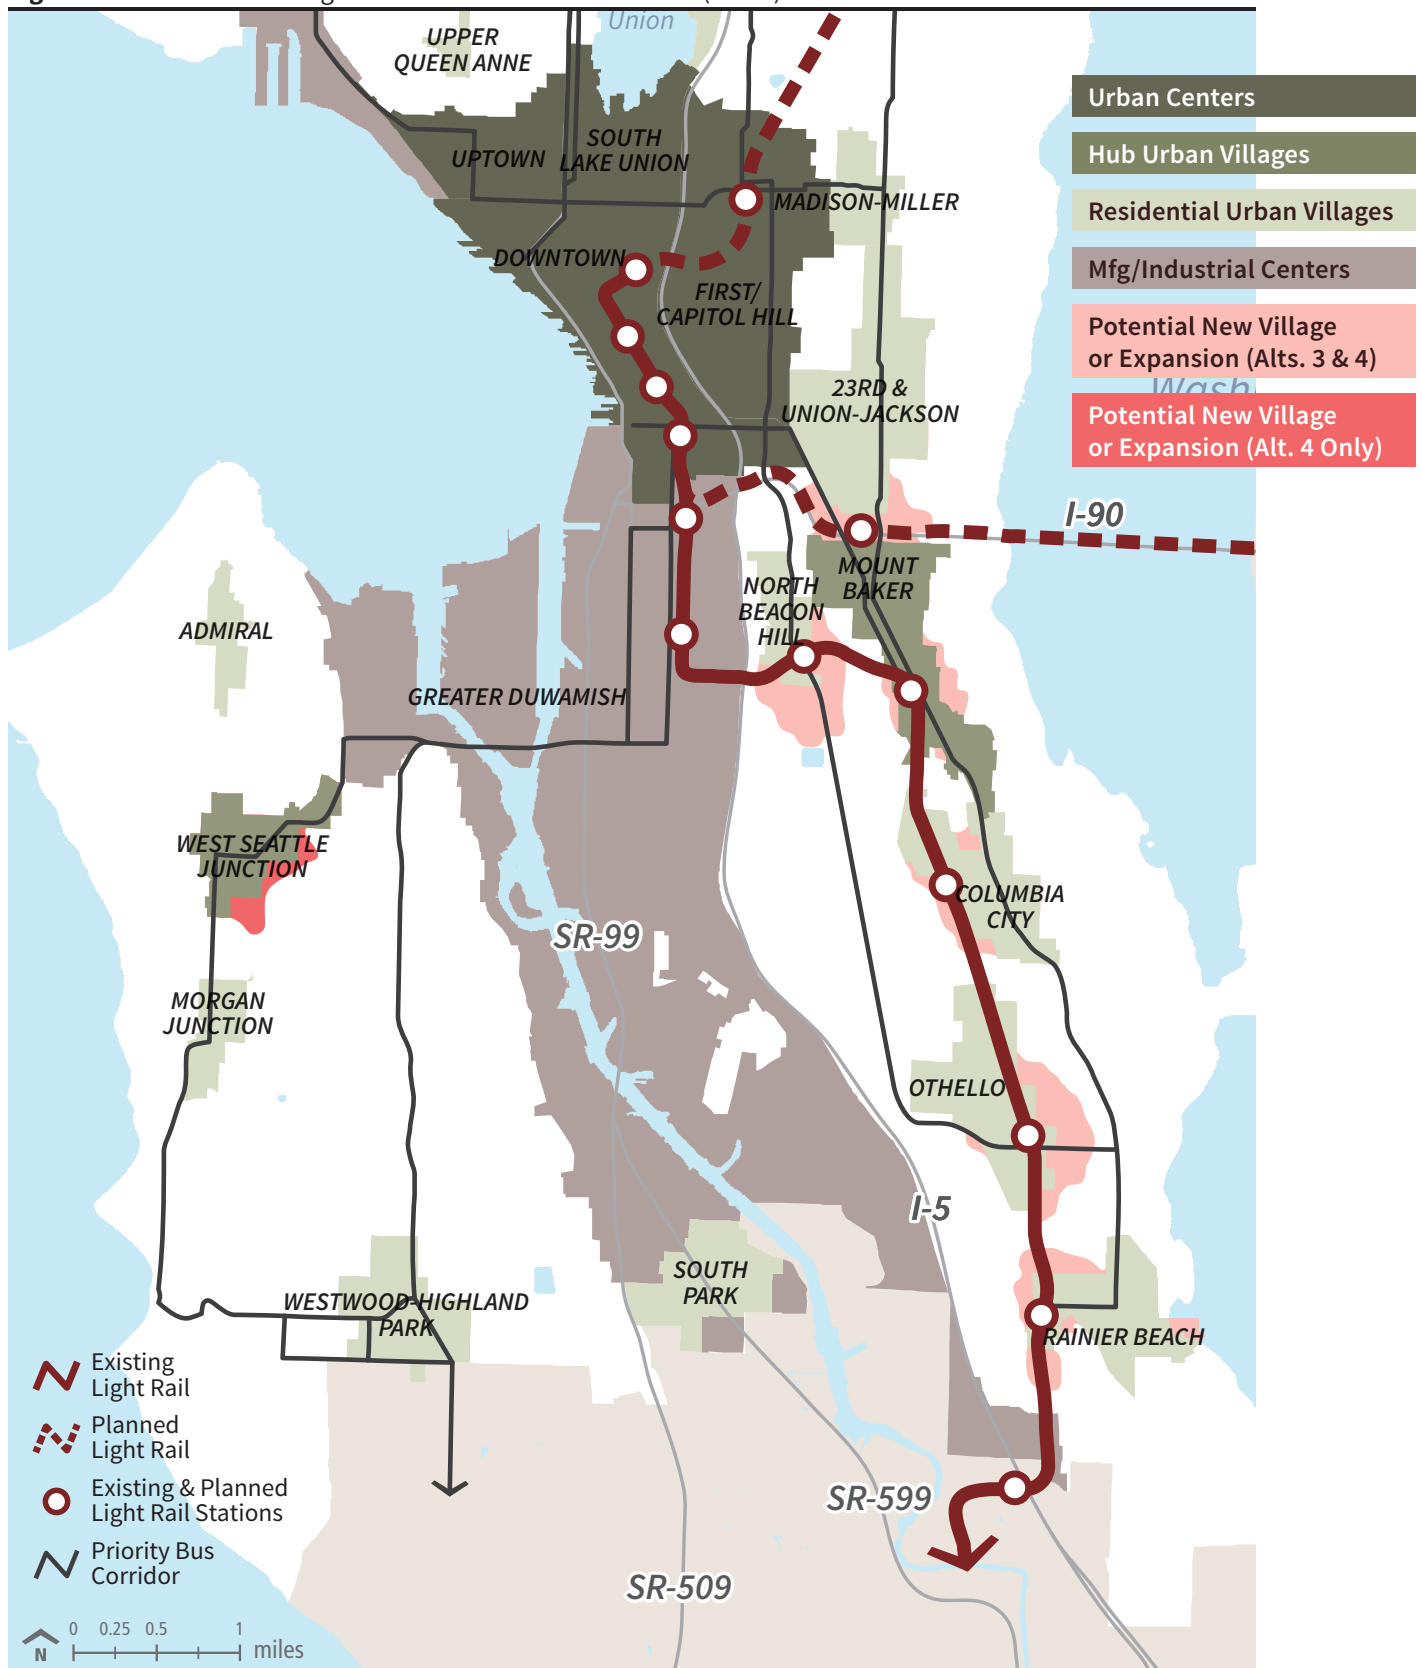 Union
UPPER
QUEEN ANNE
UPTOWN
SOUTH
LAKE UNION
MADISON-MILLER
DOWNTOWN
FIRST/
CAPITOL HILL
23RD &
UNION-JACKSON
Urban Centers
Hub Urban Villages
Residential Urban Villages
Mfg/Industrial Centers
Potential New Village
or Expansion (Alts. 3 & 4)
Wash
Potential New Village
or Expansion (Alt. 4 Only)
I-90
MOUNT
BAKER
NORTH
BEACON
HILL
ADMIRAL
GREATER DUWAMISH
WEST SEATTLE
JUNCTION
COLUMBIA
CITY
SR-99
MORGAN
JUNCTION
OTHELLO
I-5
SOUTH
PARK
WESTWOOD-HIGHLAND
PARK
RAINIER BEACH
SR-599
SR-509
Existing
Light Rail
Planned
Light Rail
Existing & Planned
Light Rail Stations
Priority Bus
Corridor
N
0 0.25 0.5 1
miles